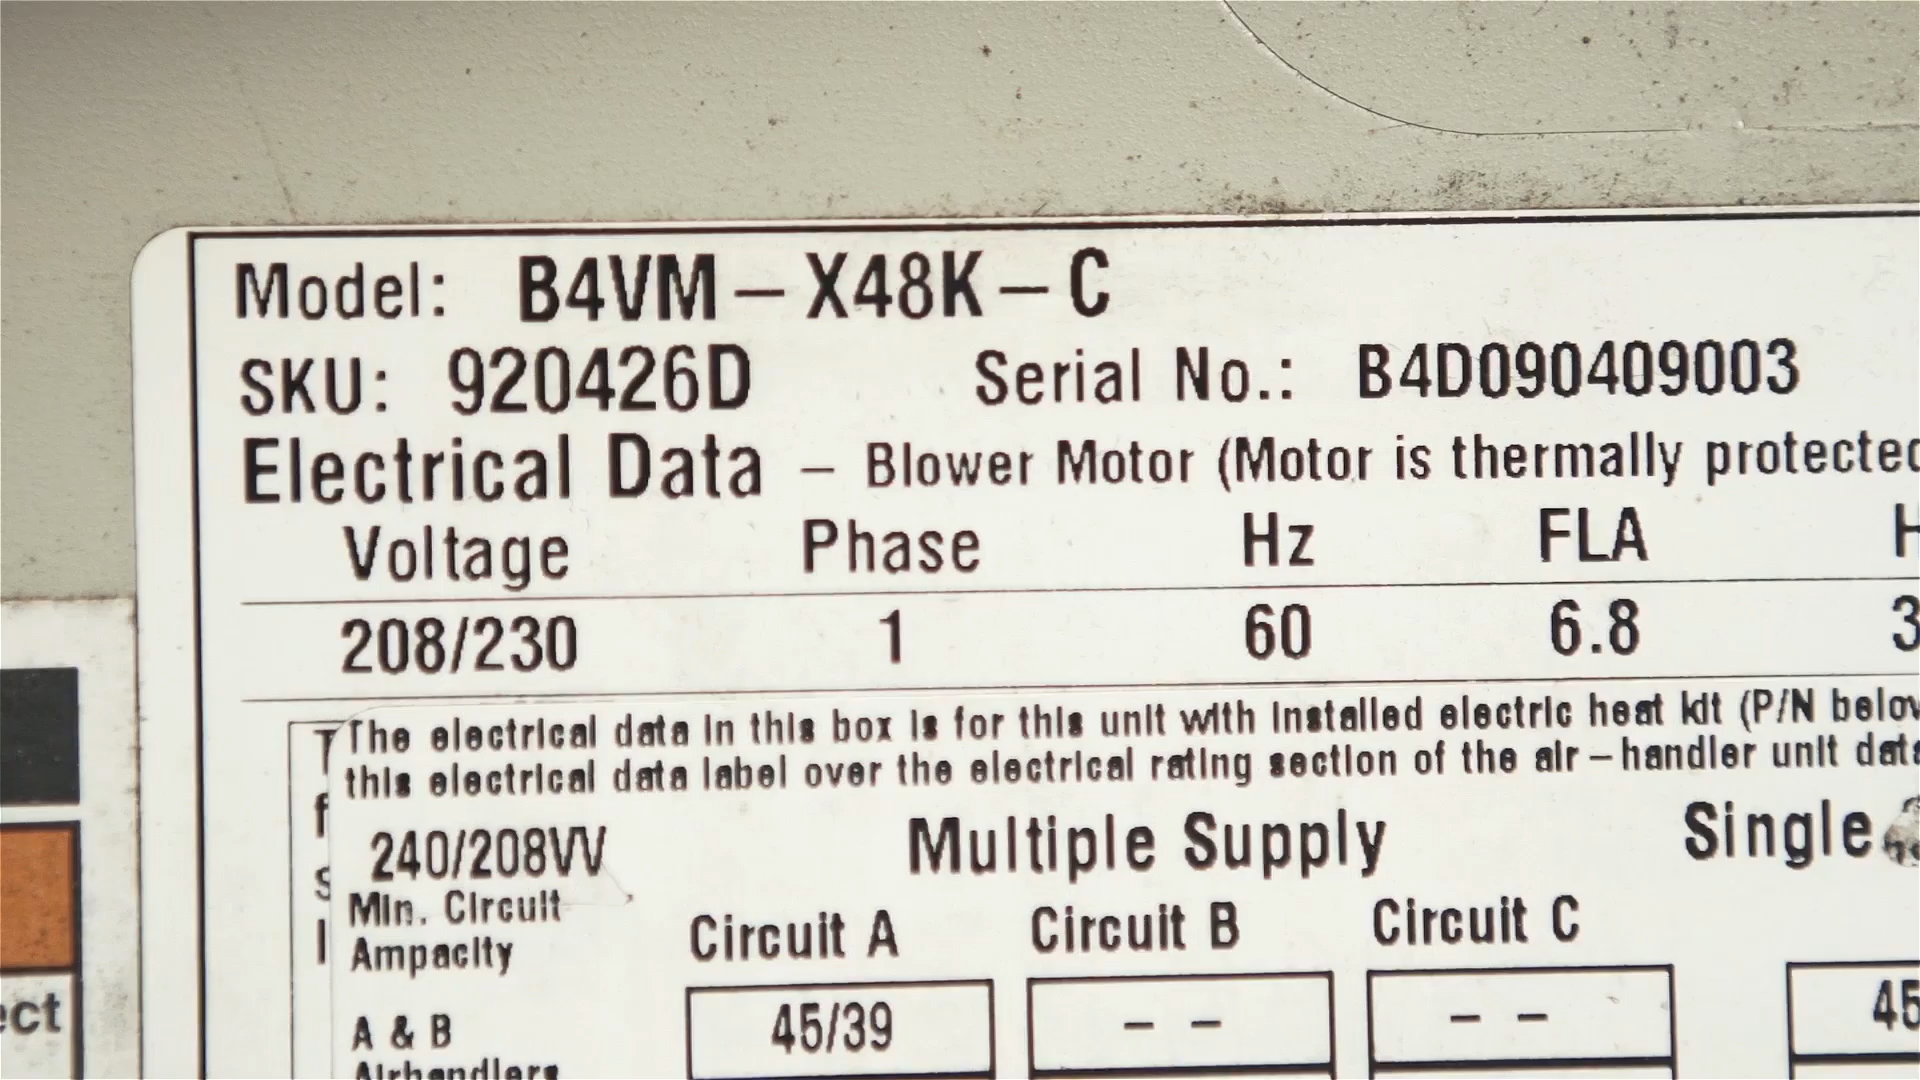 Model: B4VM-X48K-C
SKU: 920426D Serial No.: B4D090409003
Electrical Data - Blower Motor (Motor is thermally protected
Voltage Phase Hz FLA H
208/230 1 60 6.8 3
The electrical data in this box is for this unit with installed electric heat kit (P/N below
this electrical data label over the electrical rating section of the air-handler unit data
240/208VV Multiple Supply Single
Min. Circuit
Ampacity Circuit A Circuit B Circuit C
A & B 45/39 - - - - 45
Airhandlers
ect